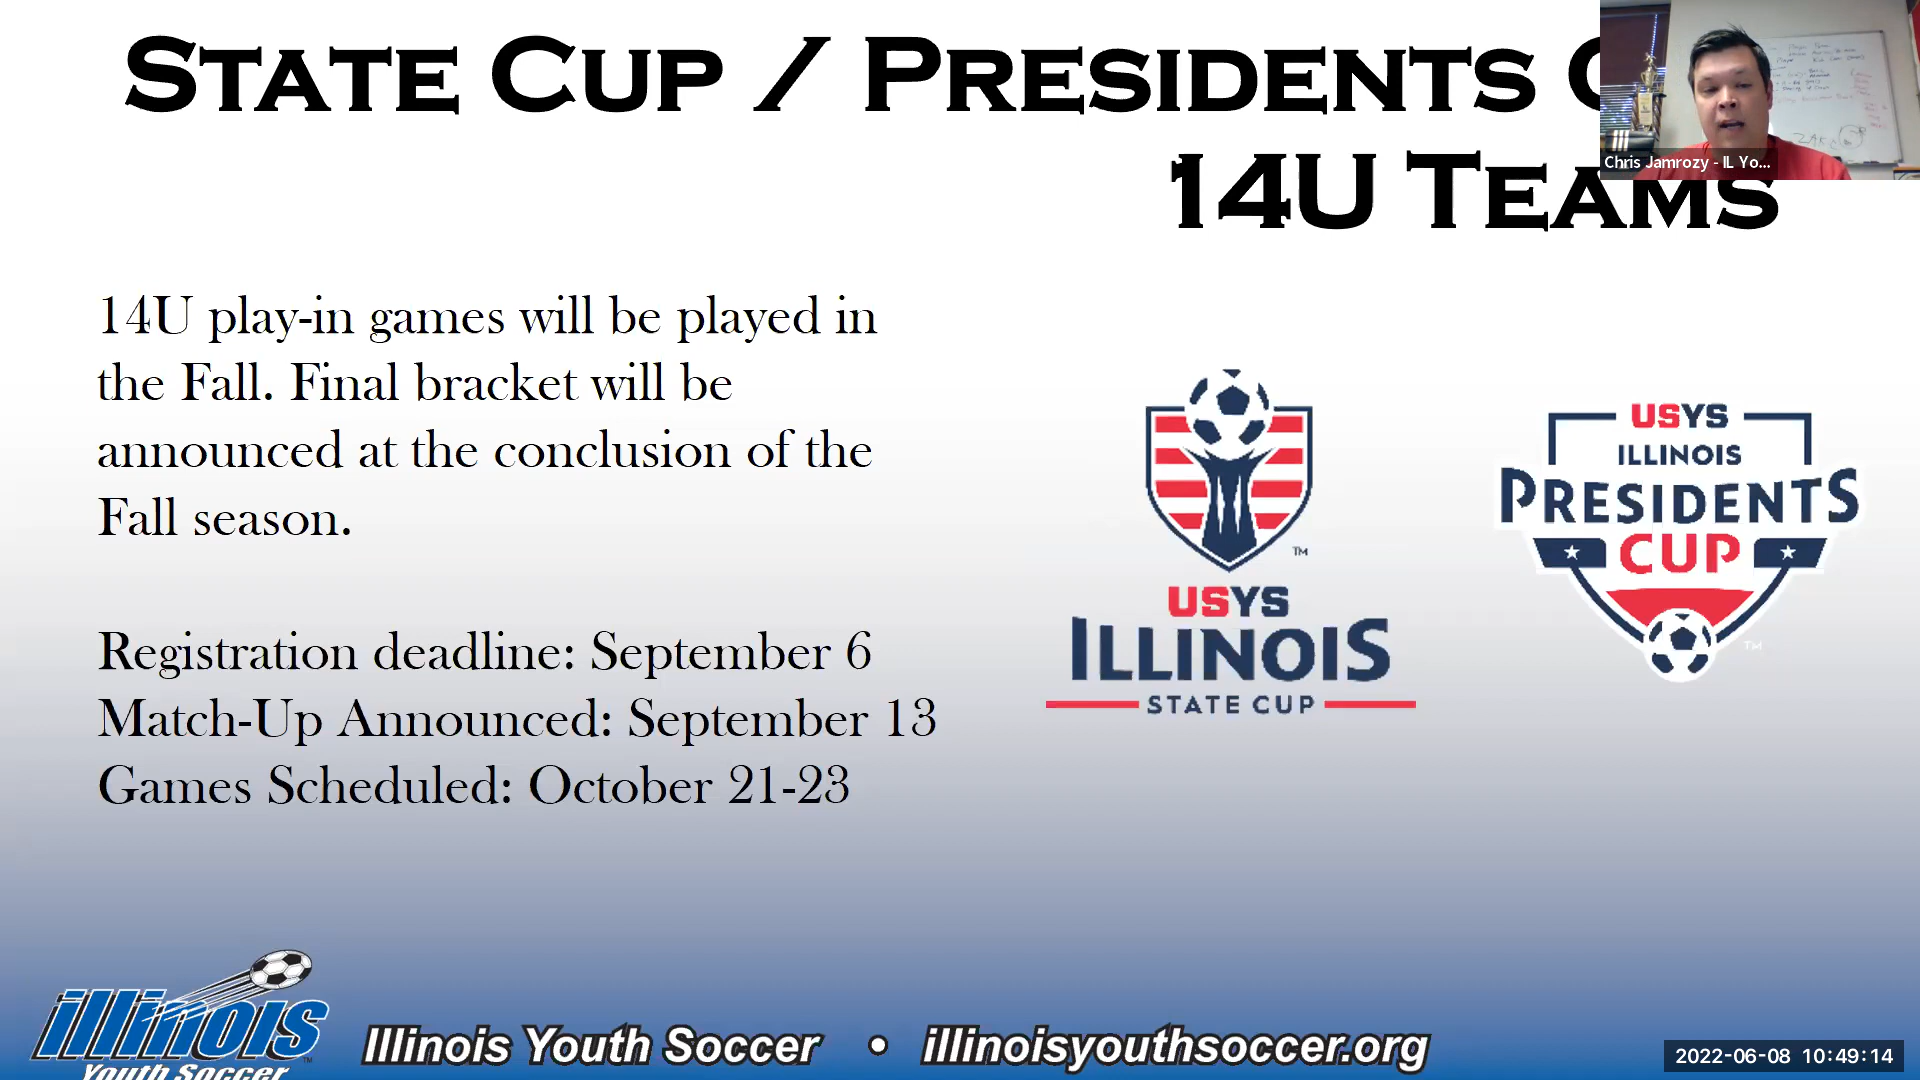 STATE CUP / PRESIDENTS C
14U TEAMS
Chris Jamrozy - IL Yo...
14U play-in games will be played in
the Fall. Final bracket will be
announced at the conclusion of the
Fall season.
Registration deadline: September 6
Match-Up Announced: September 13
Games Scheduled: October 21-23
TM
USYS
ILLINOIS
STATE CUP
USYS
ILLINOIS
PRESIDENTS
CUP
TM
illinois
TM
Youth Soccer
Illinois Youth Soccer • illinoisyouthsoccer.org
2022-06-08 10:49:14